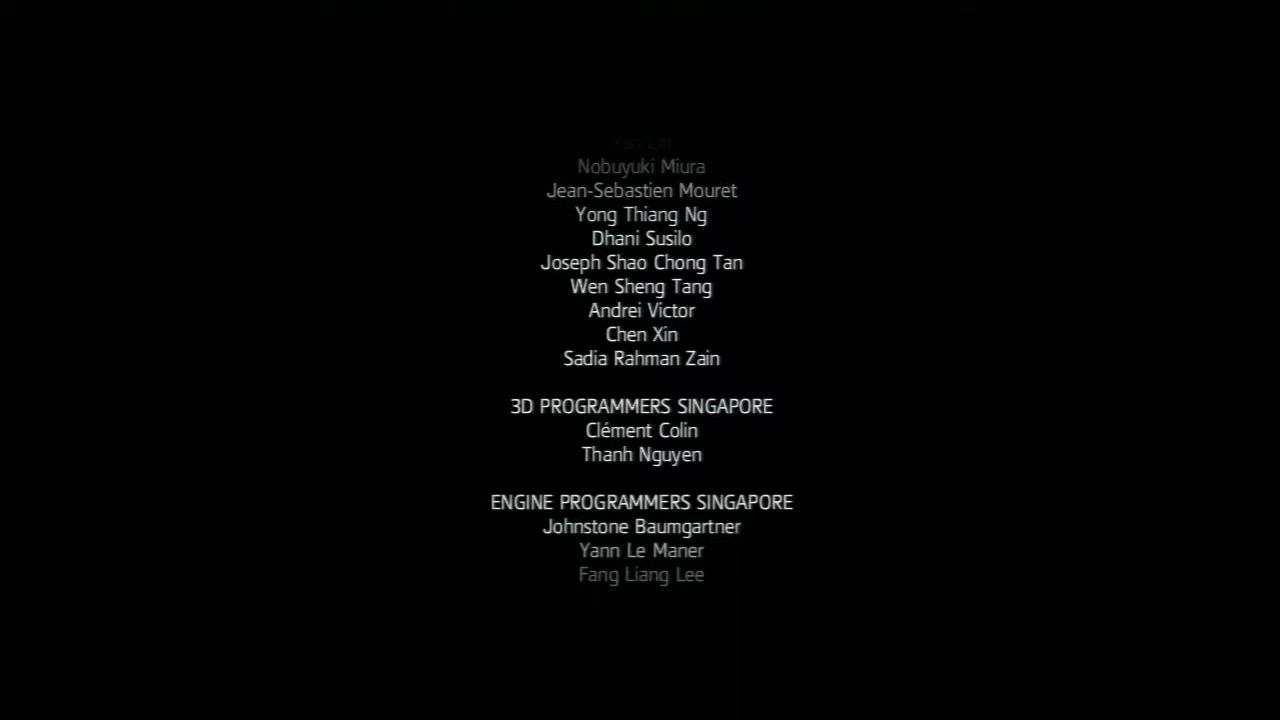 Nobuyuki Miura
Jean-Sebastien Mouret
Yong Thiang Ng
Dhani Susilo
Joseph Shao Chong Tan
Wen Sheng Tang
Andrei Victor
Chen Xin
Sadia Rahman Zain
3D PROGRAMMERS SINGAPORE
Clément Colin
Thanh Nguyen
ENGINE PROGRAMMERS SINGAPORE
Johnstone Baumgartner
Yann Le Maner
Fang Liang Lee